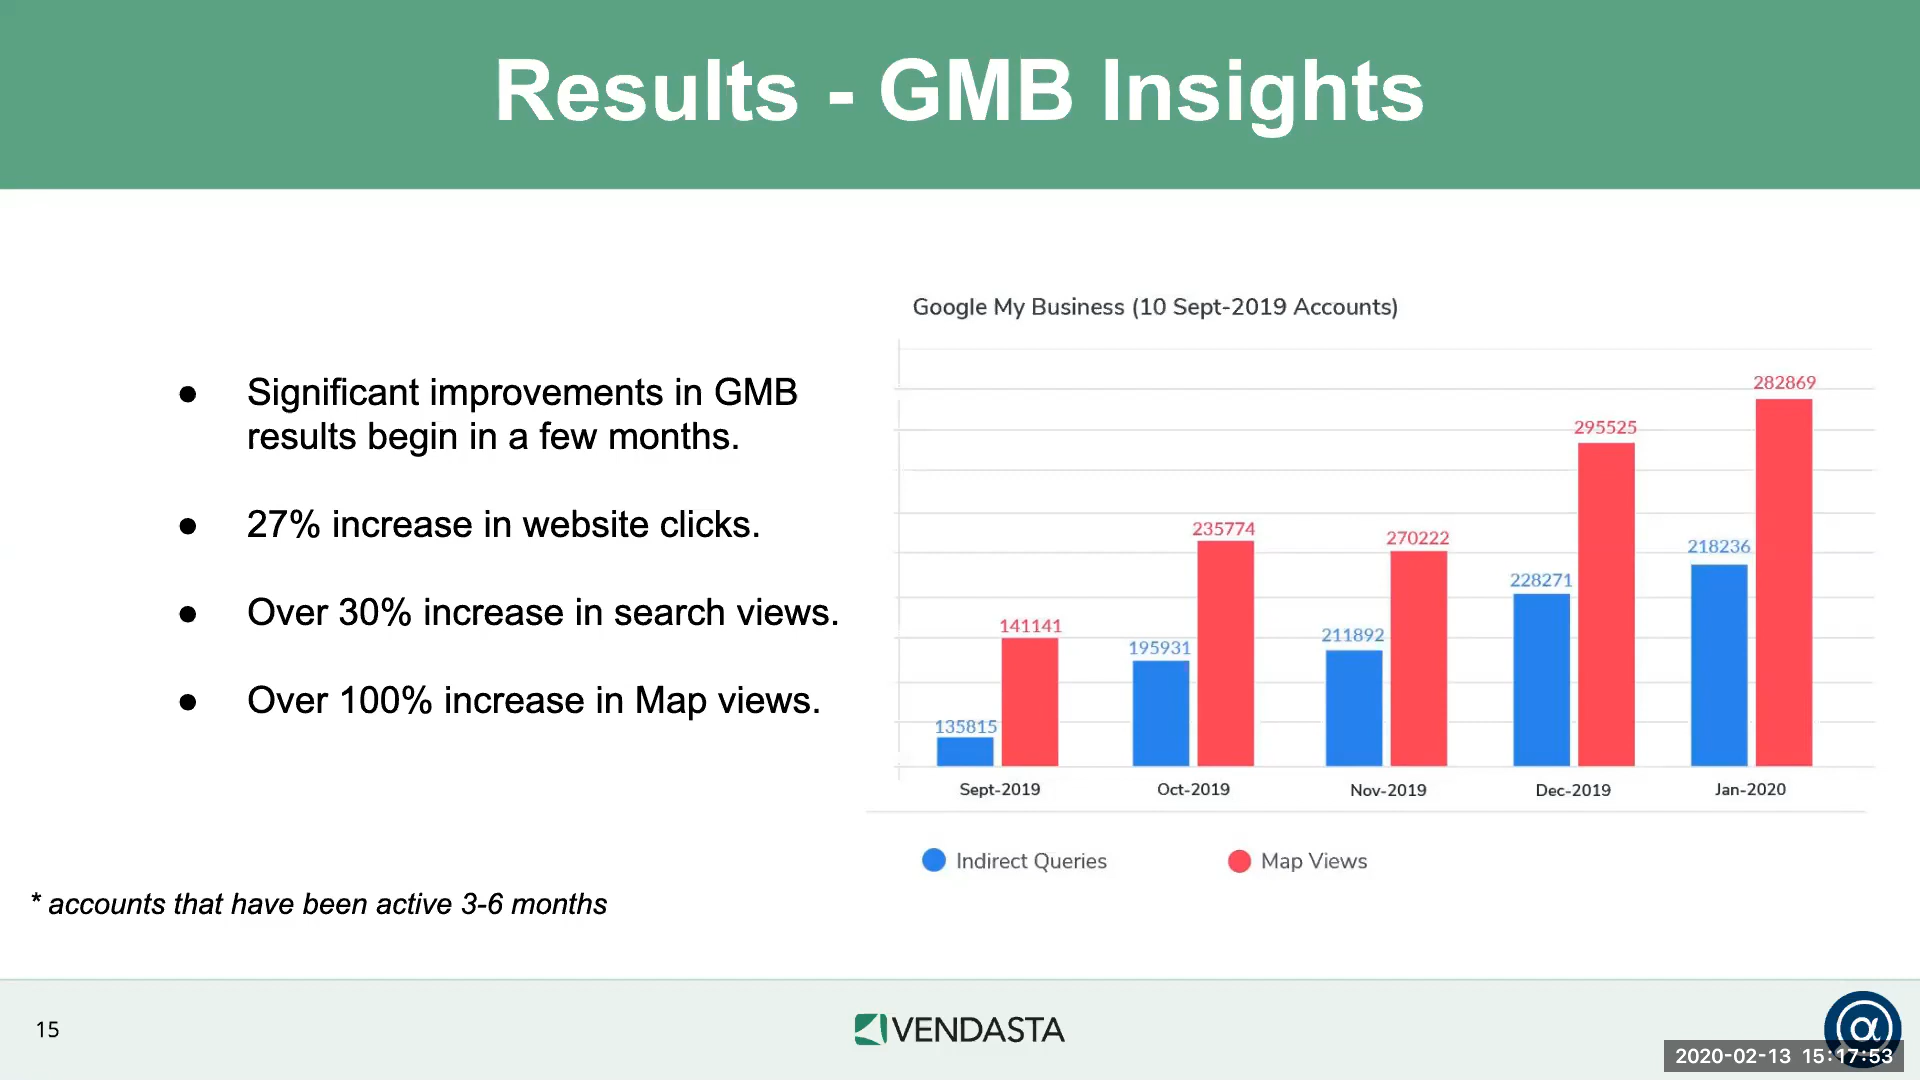 Results - GMB Insights
● Significant improvements in GMB
results begin in a few months.
● 27% increase in website clicks.
● Over 30% increase in search views.
● Over 100% increase in Map views.
* accounts that have been active 3-6 months
Google My Business (10 Sept-2019 Accounts)
135815
141141
195931
235774
211892
270222
228271
295525
218236
282869
Sept-2019
Oct-2019
Nov-2019
Dec-2019
Jan-2020
Indirect Queries
Map Views
15
VENDASTA
α
2020-02-13 15:17:53